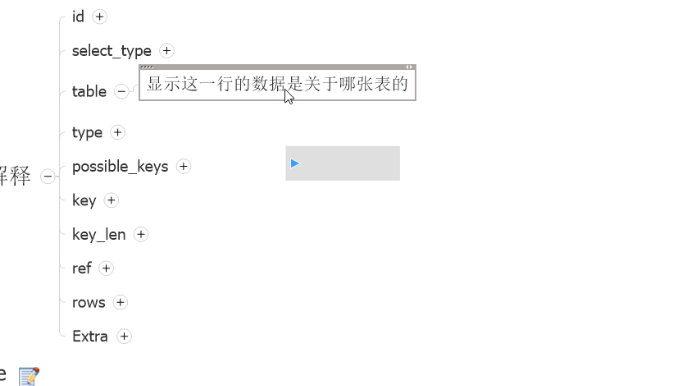 id
select_type
显示这一行的数据是关于哪张表的
table
type
possible_keys
解释
key
key_len
ref
rows
Extra
e